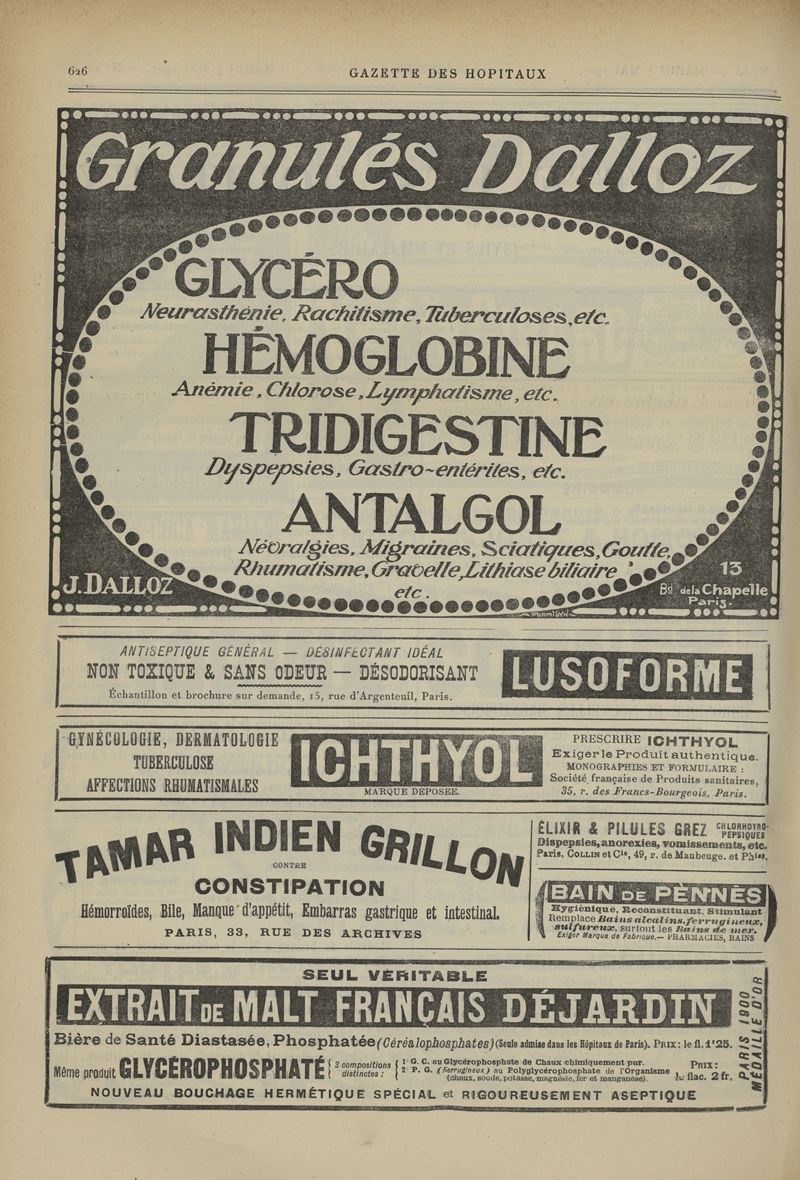 626
GAZETTE DES HOPITAUX
Granulés Dalloz
GLYCÉRO
Neurasthénie, Rachitisme, Tuberculoses, etc.
HÉMOGLOBINE
Anémie, Chlorose, Lymphatisme, etc.
TRIDIGESTINE
Dyspepsies, Gastro-entérites, etc.
ANTALGOL
Névralgies, Migraines, Sciatiques, Goutte,
Rhumatisme, Gravelle, Lithiase biliaire
etc.
J. DALLOZ
13
Bd de la Chapelle
Paris.
ANTISEPTIQUE GÉNÉRAL — DÉSINFECTANT IDÉAL
NON TOXIQUE & SANS ODEUR — DÉSODORISANT
Échantillon et brochure sur demande, 15, rue d'Argenteuil, Paris.
LUSOFORME
GYNÉCOLOGIE, DERMATOLOGIE
TUBERCULOSE
AFFECTIONS RHUMATISMALES
ICHTHYOL
MARQUE DÉPOSÉE.
PRESCRIRE ICHTHYOL
Exiger le Produit authentique.
MONOGRAPHIES ET FORMULAIRE :
Société française de Produits sanitaires,
35, r. des Francs-Bourgeois, Paris.
TAMAR INDIEN GRILLON
CONTRE
CONSTIPATION
Hémorroïdes, Bile, Manque d'appétit, Embarras gastrique et intestinal.
PARIS, 33, RUE DES ARCHIVES
ÉLIXIR & PILULES GREZ CHLORHYDRO-PEPSIQUES
Dispepsies, anorexies, vomissements, etc.
Paris, COLLIN et Cie, 49, r. de Maubeuge. et Phies.
BAIN DE PENNÈS
Hygiénique, Reconstituant, Stimulant
Remplace Bains alcalins, ferrugineux,
sulfureux, surtout les Bains de mer.
Exiger Marque de Fabrique. — PHARMACIES, BAINS
SEUL VÉRITABLE
EXTRAIT DE MALT FRANÇAIS DÉJARDIN
Bière de Santé Diastasée, Phosphatée (Céréalophosphates) (Seule admise dans les Hôpitaux de Paris). PRIX : le fl. 1f25.
Même produit GLYCÉROPHOSPHATÉ
2 compositions distinctes :
1° G. C. au Glycérophosphate de Chaux chimiquement pur.
2° P. G. (Ferrugineux) au Polyglycérophosphate de l'Organisme
(chaux, soude, potasse, magnésie, fer et manganèse).
PRIX :
le flac. 2 fr.
NOUVEAU BOUCHAGE HERMÉTIQUE SPÉCIAL et RIGOUREUSEMENT ASEPTIQUE
PARIS 1900
MÉDAILLE D'OR